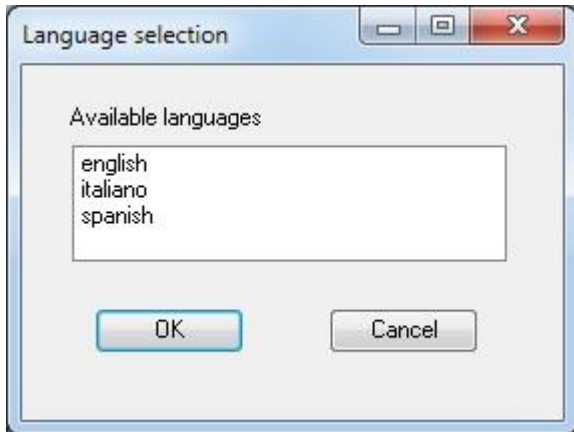 Language selection
Available languages
english
italiano
spanish
OK
Cancel